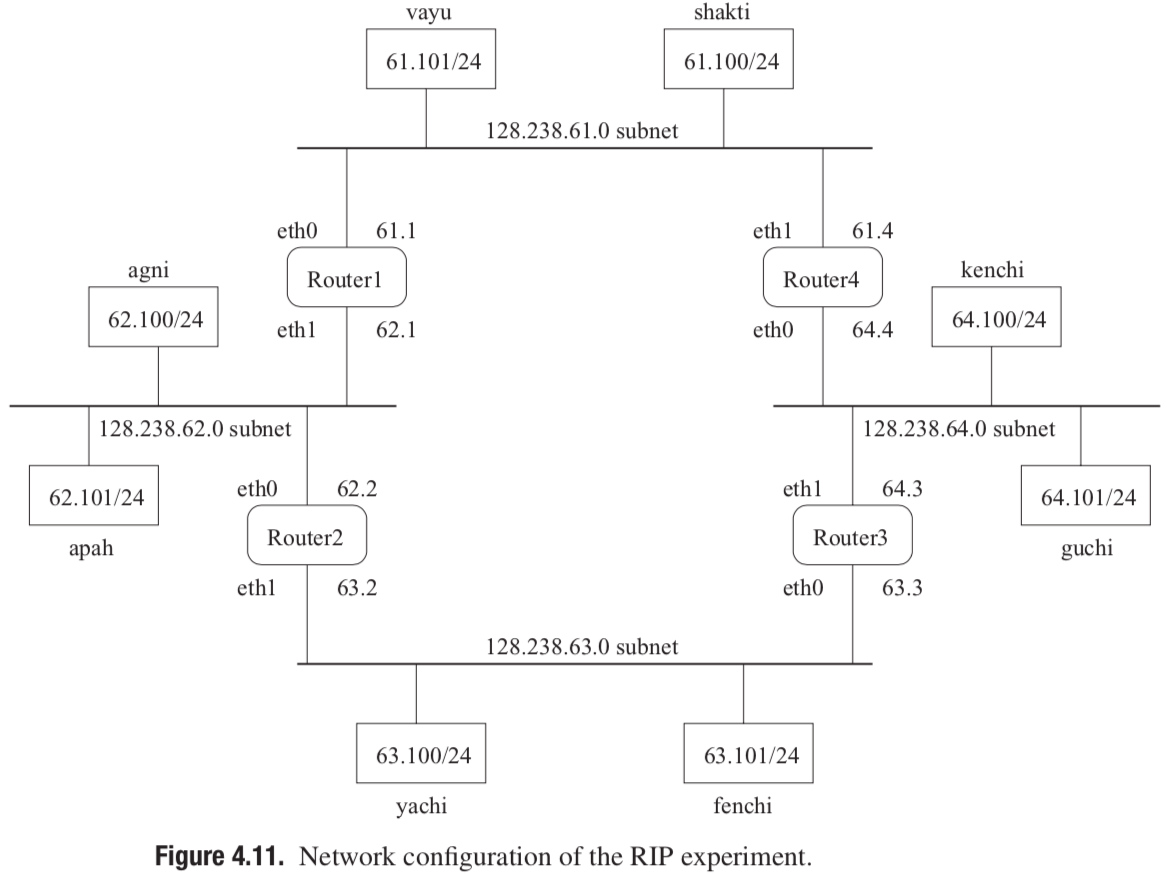 vayu shakti
61.101/24 61.100/24
128.238.61.0 subnet
eth0 61.1 eth1 61.4
agni Router1 Router4 kenchi
62.100/24 eth1 62.1 eth0 64.4 64.100/24
128.238.62.0 subnet 128.238.64.0 subnet
62.101/24 eth0 62.2 eth1 64.3 64.101/24
apah Router2 Router3 guchi
eth1 63.2 eth0 63.3
128.238.63.0 subnet
63.100/24 63.101/24
yachi fenchi
Figure 4.11. Network configuration of the RIP experiment.